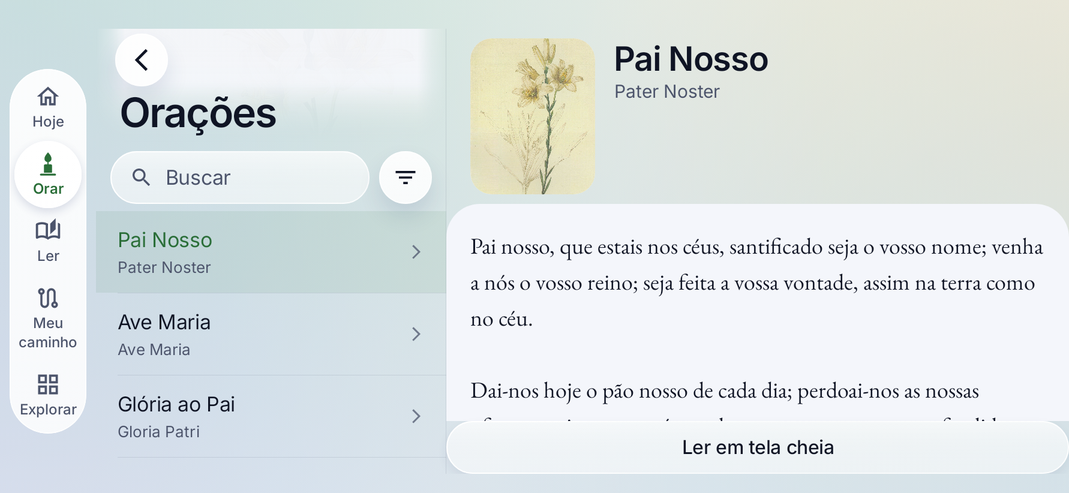 Hoje
Orar
Ler
Meu
caminho
Explorar
Orações
Buscar
Pai Nosso
Pater Noster
Ave Maria
Ave Maria
Glória ao Pai
Gloria Patri
Pai Nosso
Pater Noster
Pai nosso, que estais nos céus, santificado seja o vosso nome; venha
a nós o vosso reino; seja feita a vossa vontade, assim na terra como
no céu.
Dai-nos hoje o pão nosso de cada dia; perdoai-nos as nossas
Ler em tela cheia